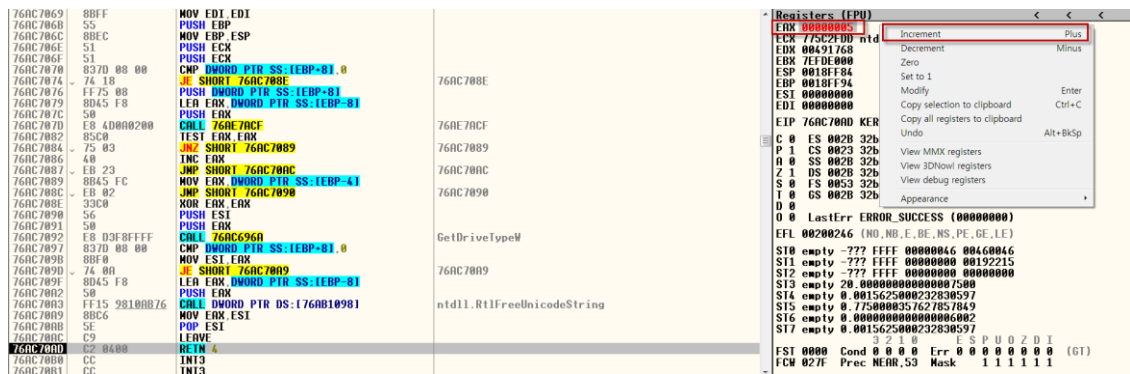 76AC7069 8BFF MOV EDI,EDI
76AC706B 55 PUSH EBP
76AC706C 8BEC MOV EBP,ESP
76AC706E 51 PUSH ECX
76AC706F 51 PUSH ECX
76AC7070 837D 08 00 CMP DWORD PTR SS:[EBP+8],0
76AC7074 74 18 JE SHORT 76AC708E 76AC708E
76AC7076 FF75 08 PUSH DWORD PTR SS:[EBP+8]
76AC7079 8D45 F8 LEA EAX,DWORD PTR SS:[EBP-8]
76AC707C 50 PUSH EAX
76AC707D E8 4D0A0200 CALL 76AE7ACF 76AE7ACF
76AC7082 85C0 TEST EAX,EAX
76AC7084 75 03 JNZ SHORT 76AC7089 76AC7089
76AC7086 40 INC EAX
76AC7087 EB 23 JMP SHORT 76AC70AC 76AC70AC
76AC7089 8B45 FC MOV EAX,DWORD PTR SS:[EBP-4]
76AC708C EB 02 JMP SHORT 76AC7090 76AC7090
76AC708E 33C0 XOR EAX,EAX
76AC7090 56 PUSH ESI
76AC7091 50 PUSH EAX
76AC7092 E8 D3F8FFFF CALL 76AC696A GetDriveTypeW
76AC7097 837D 08 00 CMP DWORD PTR SS:[EBP+8],0
76AC709B 8BF0 MOV ESI,EAX
76AC709D 74 0A JE SHORT 76AC70A9 76AC70A9
76AC709F 8D45 F8 LEA EAX,DWORD PTR SS:[EBP-8]
76AC70A2 50 PUSH EAX
76AC70A3 FF15 9810AB76 CALL DWORD PTR DS:[76AB1098] ntdll.RtlFreeUnicodeString
76AC70A9 8BC6 MOV EAX,ESI
76AC70AB 5E POP ESI
76AC70AC C9 LEAVE
76AC70AD C2 0400 RETN 4
76AC70B0 CC INT3
76AC70B1 CC INT3
Registers (FPU) < < <
EAX 00000005
ECX 775C2FDD ntd
EDX 00491768
EBX 7EFDE000
ESP 0018FF84
EBP 0018FF94
ESI 00000000
EDI 00000000
EIP 76AC70AD KER
C 0 ES 002B 32b
P 1 CS 0023 32b
A 0 SS 002B 32b
Z 1 DS 002B 32b
S 0 FS 0053 32b
T 0 GS 002B 32b
D 0
O 0 LastErr ERROR_SUCCESS (00000000)
EFL 00200246 (NO,NB,E,BE,NS,PE,GE,LE)
ST0 empty -??? FFFF 00000046 00460046
ST1 empty -??? FFFF 00000000 00192215
ST2 empty -??? FFFF 00000000 00000000
ST3 empty 20.000000000000007500
ST4 empty 0.0015625000232830597
ST5 empty 0.7750000357627857849
ST6 empty 0.0000000000000006002
ST7 empty 0.0015625000232830597
3 2 1 0 E S P U O Z D I
FST 0000 Cond 0 0 0 0 Err 0 0 0 0 0 0 0 0 (GT)
FCW 027F Prec NEAR,53 Mask 1 1 1 1 1 1
Increment Plus
Decrement Minus
Zero
Set to 1
Modify Enter
Copy selection to clipboard Ctrl+C
Copy all registers to clipboard
Undo Alt+BkSp
View MMX registers
View 3DNow! registers
View debug registers
Appearance